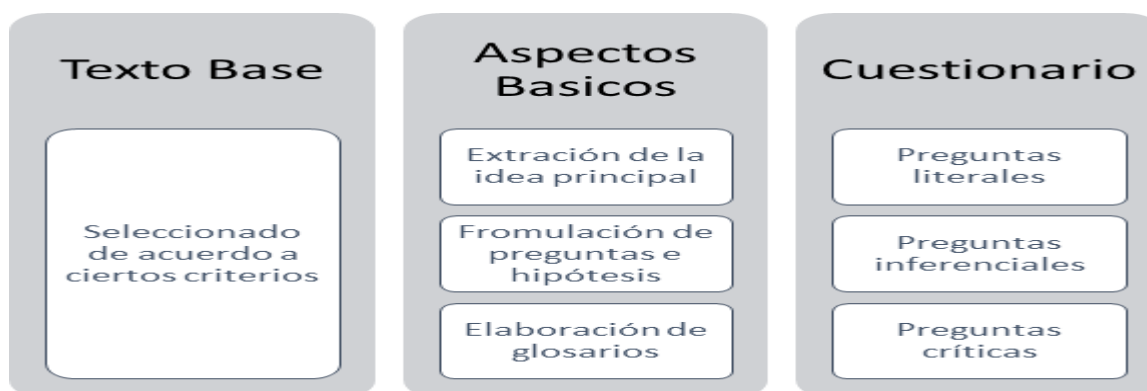 Texto Base
Seleccionado
de acuerdo a
ciertos criterios
Aspectos
Basicos
Extración de la
idea principal
Fromulación de
preguntas e
hipótesis
Elaboración de
glosarios
Cuestionario
Preguntas
literales
Preguntas
inferenciales
Preguntas
críticas